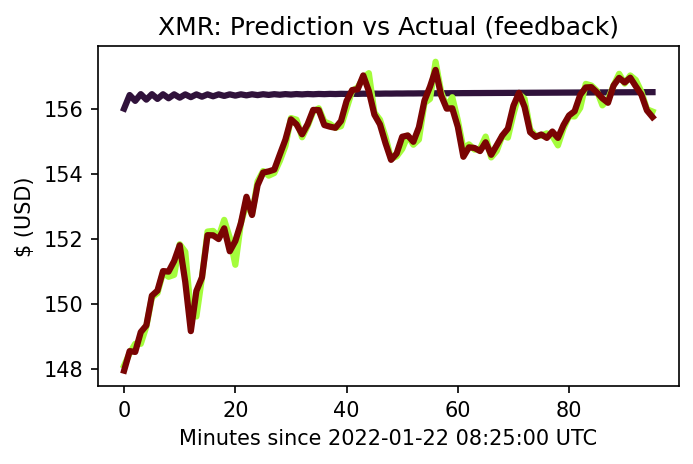 XMR: Prediction vs Actual (feedback)
$ (USD)
156
154
152
150
148
0 20 40 60 80
Minutes since 2022-01-22 08:25:00 UTC